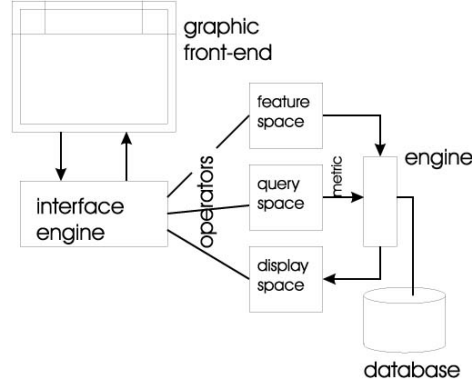 graphic
front-end
feature
space
engine
operators
metric
query
space
interface
engine
display
space
database